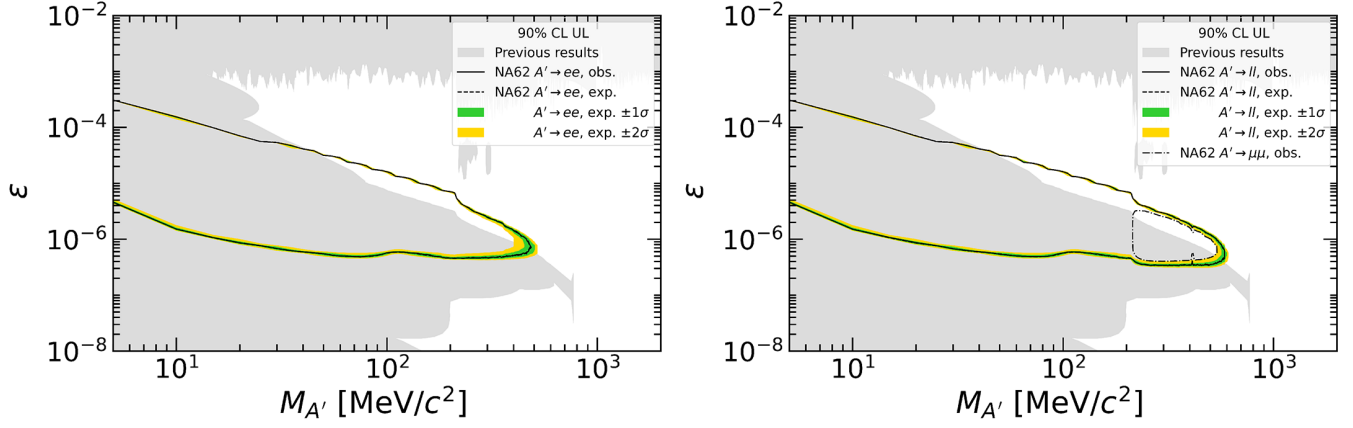 10⁻²
10⁻⁴
10⁻⁶
10⁻⁸
ε
90% CL UL
Previous results
NA62 A′→ee, obs.
NA62 A′→ee, exp.
A′→ee, exp. ±1σ
A′→ee, exp. ±2σ
10¹
10²
10³
M_A′ [MeV/c²]
10⁻²
10⁻⁴
10⁻⁶
10⁻⁸
ε
90% CL UL
Previous results
NA62 A′→ll, obs.
NA62 A′→ll, exp.
A′→ll, exp. ±1σ
A′→ll, exp. ±2σ
NA62 A′→μμ, obs.
10¹
10²
10³
M_A′ [MeV/c²]